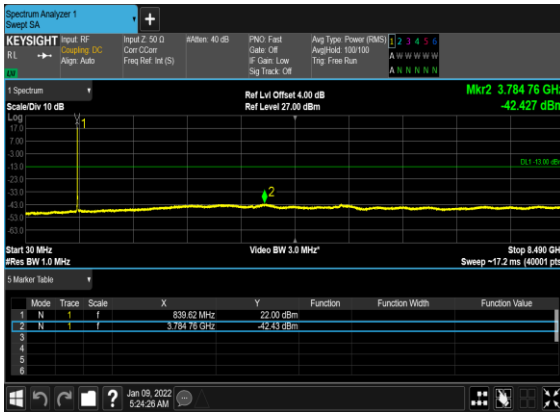 Spectrum Analyzer 1
Swept SA
+
KEYSIGHT Input: RF Input Z: 50 Ω #Atten: 40 dB PNO: Fast Avg Type: Power (RMS) 1 2 3 4 5 6
RL Coupling: DC Corr CCorr Gate: Off Avg|Hold: 100/100 A W W W W W
Align: Auto Freq Ref: Int (S) IF Gain: Low Trig: Free Run
Sig Track: Off A N N N N N
1 Spectrum
Ref Lvl Offset 4.00 dB Mkr2 3.784 76 GHz
Scale/Div 10 dB Ref Level 27.00 dBm -42.427 dBm
Log
17.0 1
7.00
-3.00
-13.0 DL1 -13.00 dBm
-23.0
-33.0 2
-43.0
-53.0
-63.0
Start 30 MHz Video BW 3.0 MHz* Stop 8.490 GHz
#Res BW 1.0 MHz Sweep ~17.2 ms (40001 pts)
5 Marker Table
Mode Trace Scale X Y Function Function Width Function Value
1 N 1 f 839.62 MHz 22.00 dBm
2 N 1 f 3.784 76 GHz -42.43 dBm
3
4
5
6
? Jan 09, 2022
5:24:26 AM